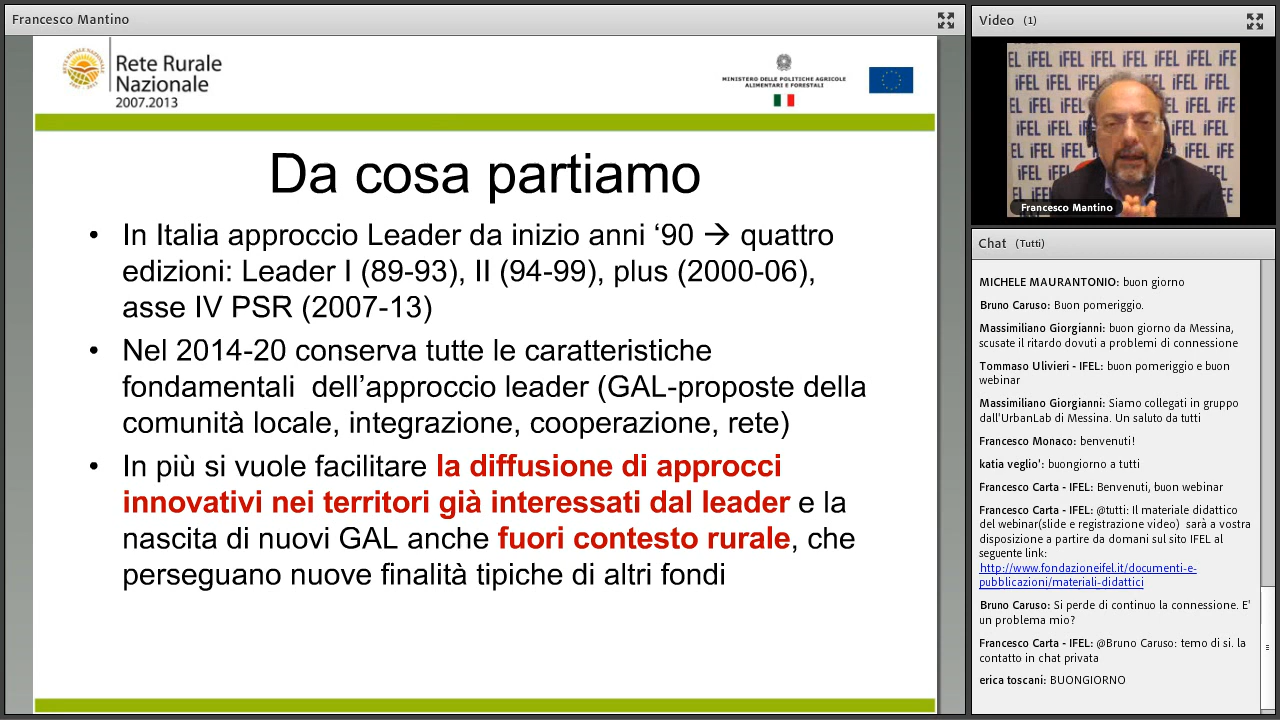 Francesco Mantino
Rete Rurale
Nazionale
2007.2013
MINISTERO DELLE POLITICHE AGRICOLE
ALIMENTARI E FORESTALI
Da cosa partiamo
• In Italia approccio Leader da inizio anni ‘90 → quattro
edizioni: Leader I (89-93), II (94-99), plus (2000-06),
asse IV PSR (2007-13)
• Nel 2014-20 conserva tutte le caratteristiche
fondamentali dell’approccio leader (GAL-proposte della
comunità locale, integrazione, cooperazione, rete)
• In più si vuole facilitare la diffusione di approcci
innovativi nei territori già interessati dal leader e la
nascita di nuovi GAL anche fuori contesto rurale, che
perseguano nuove finalità tipiche di altri fondi
Video (1)
iFEL iFEL iFEL iFEL
Francesco Mantino
Chat (Tutti)
MICHELE MAURANTONIO: buon giorno
Bruno Caruso: Buon pomeriggio.
Massimiliano Giorgianni: buon giorno da Messina,
scusate il ritardo dovuti a problemi di connessione
Tommaso Ulivieri - IFEL: buon pomeriggio e buon
webinar
Massimiliano Giorgianni: Siamo collegati in gruppo
dall'UrbanLab di Messina. Un saluto da tutti
Francesco Monaco: benvenuti!
katia veglio': buongiorno a tutti
Francesco Carta - IFEL: Benvenuti, buon webinar
Francesco Carta - IFEL: @tutti: Il materiale didattico
del webinar(slide e registrazione video) sarà a vostra
disposizione a partire da domani sul sito IFEL al
seguente link:
http://www.fondazioneifel.it/documenti-e-
pubblicazioni/materiali-didattici
Bruno Caruso: Si perde di continuo la connessione. E'
un problema mio?
Francesco Carta - IFEL: @Bruno Caruso: temo di si. la
contatto in chat privata
erica toscani: BUONGIORNO